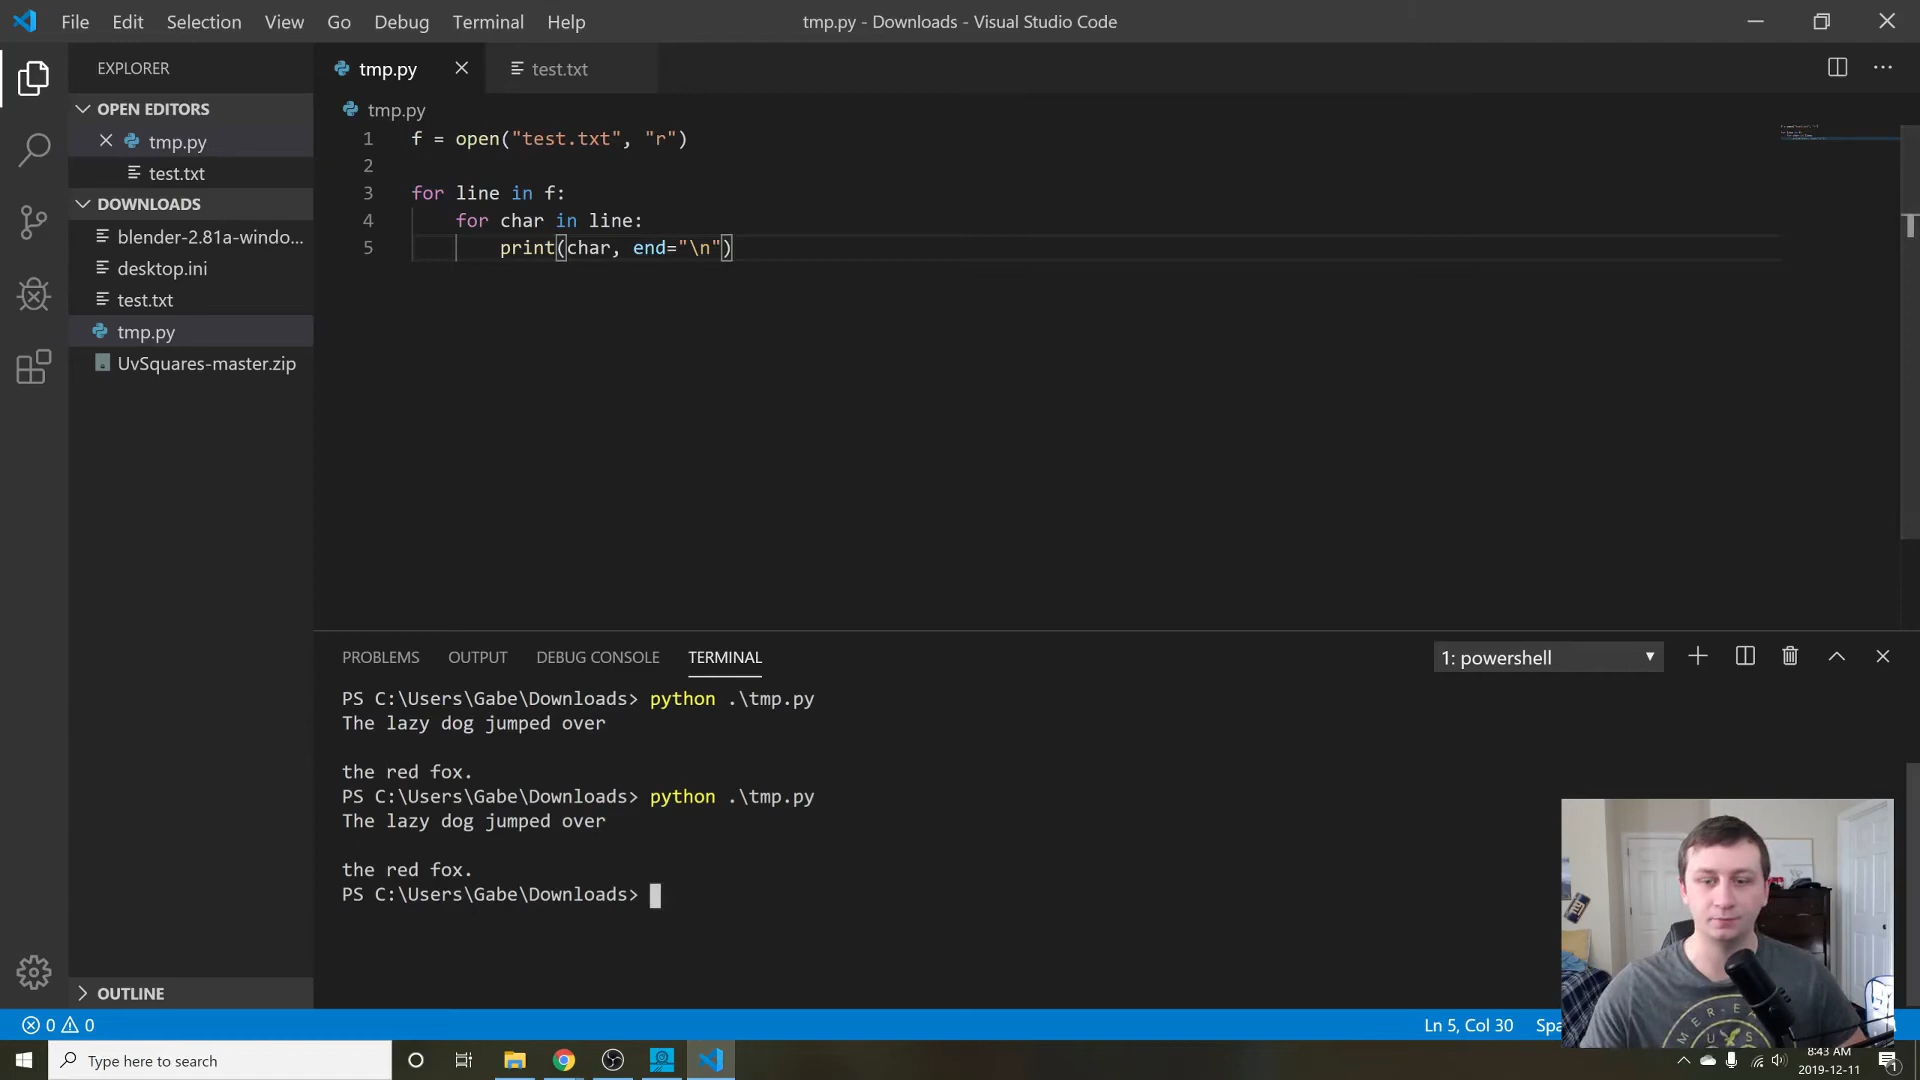 File Edit Selection View Go Debug Terminal Help
tmp.py - Downloads - Visual Studio Code
EXPLORER
OPEN EDITORS
tmp.py
test.txt
DOWNLOADS
blender-2.81a-windo...
desktop.ini
test.txt
tmp.py
UvSquares-master.zip
OUTLINE
tmp.py
test.txt
tmp.py
1 f = open("test.txt", "r")
2
3 for line in f:
4 for char in line:
5 print(char, end="\n")
PROBLEMS OUTPUT DEBUG CONSOLE TERMINAL
1: powershell
PS C:\Users\Gabe\Downloads> python .\tmp.py
The lazy dog jumped over
the red fox.
PS C:\Users\Gabe\Downloads> python .\tmp.py
The lazy dog jumped over
the red fox.
PS C:\Users\Gabe\Downloads>
0 0
Ln 5, Col 30
Spa
Type here to search
8:43 AM
2019-12-11
1